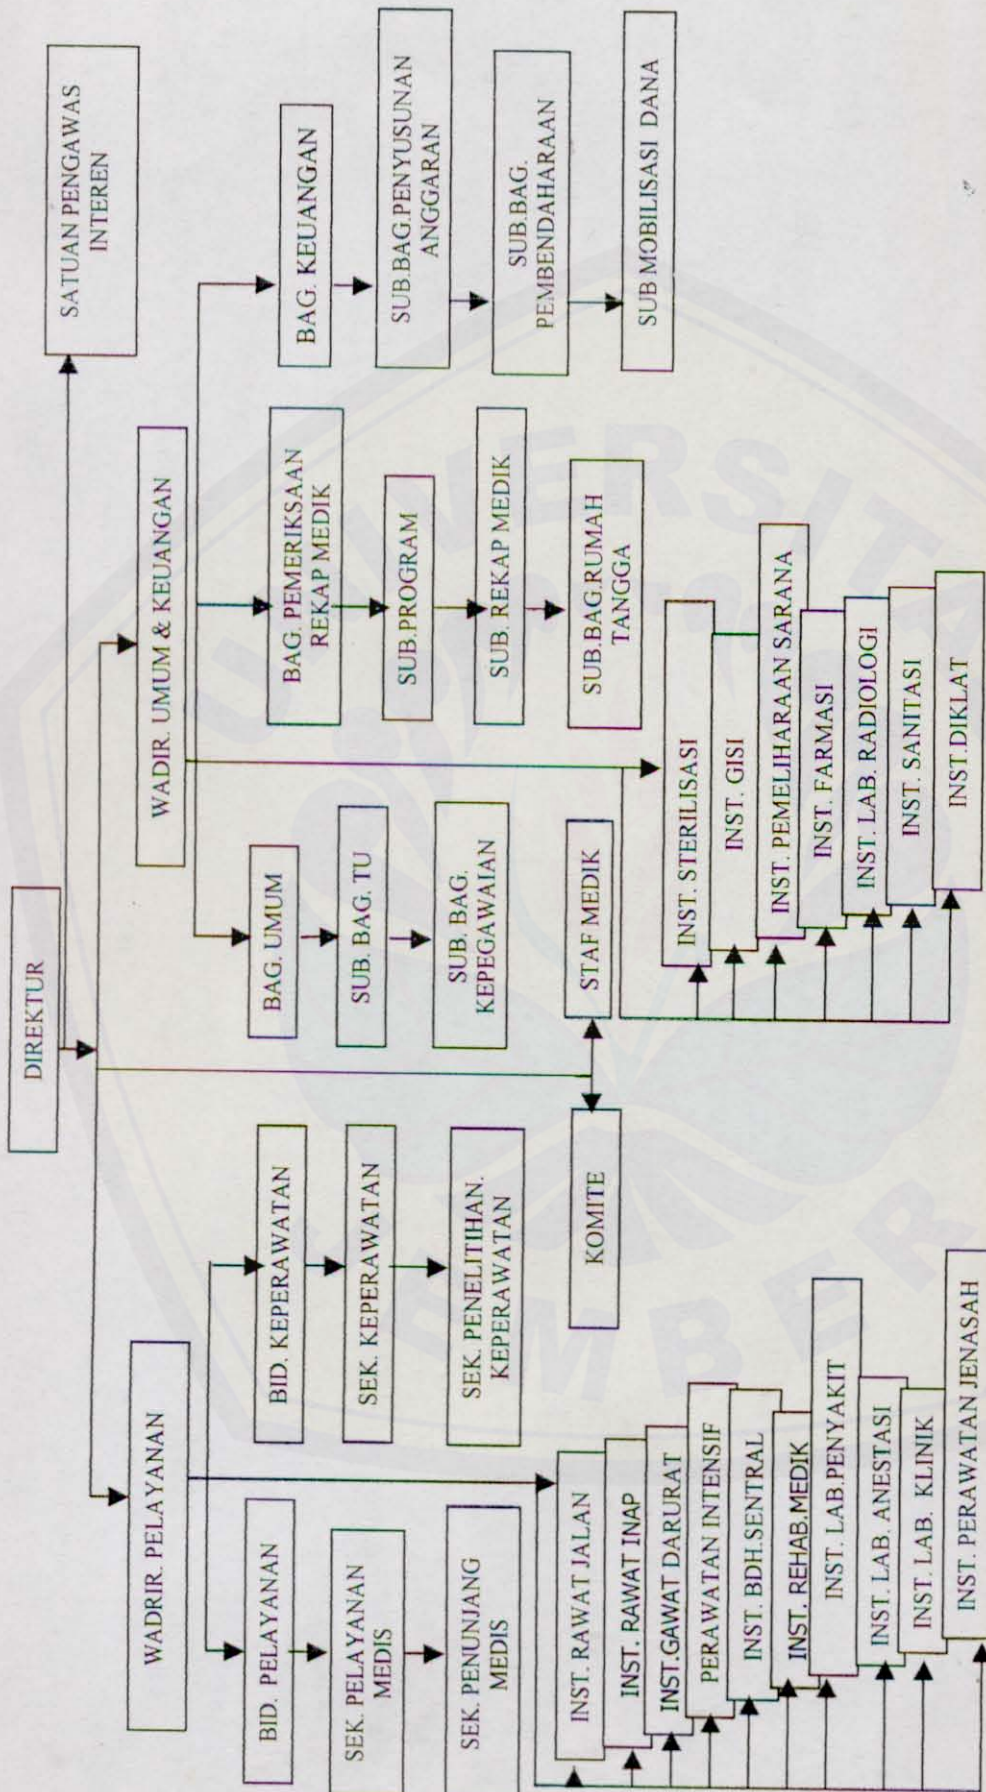 DIREKTUR
SATUAN PENGAWAS
INTEREN
WADRIR. PELAYANAN
WADIR. UMUM & KEUANGAN
BID. PELAYANAN
SEK. PELAYANAN
MEDIS
SEK. PENUNJANG
MEDIS
BID. KEPERAWATAN
SEK. KEPERAWATAN
SEK. PENELITIHAN.
KEPERAWATAN
BAG. UMUM
SUB. BAG. TU
SUB. BAG.
KEPEGAWAIAN
BAG. PEMERIKSAAN
REKAP MEDIK
SUB.PROGRAM
SUB. REKAP MEDIK
SUB.BAG.RUMAH
TANGGA
BAG. KEUANGAN
SUB.BAG.PENYUSUNAN
ANGGARAN
SUB.BAG.
PEMBENDAHARAAN
SUB MOBILISASI DANA
KOMITE
STAF MEDIK
INST. RAWAT JALAN
INST. RAWAT INAP
INST.GAWAT DARURAT
PERAWATAN INTENSIF
INST. BDH.SENTRAL
INST. REHAB.MEDIK
INST. LAB.PENYAKIT
INST. LAB. ANESTASI
INST. LAB. KLINIK
INST. PERAWATAN JENASAH
INST. STERILISASI
INST. GISI
INST. PEMELIHARAAN SARANA
INST. FARMASI
INST. LAB. RADIOLOGI
INST. SANITASI
INST.DIKLAT
UNIVERSITA
JEMBER